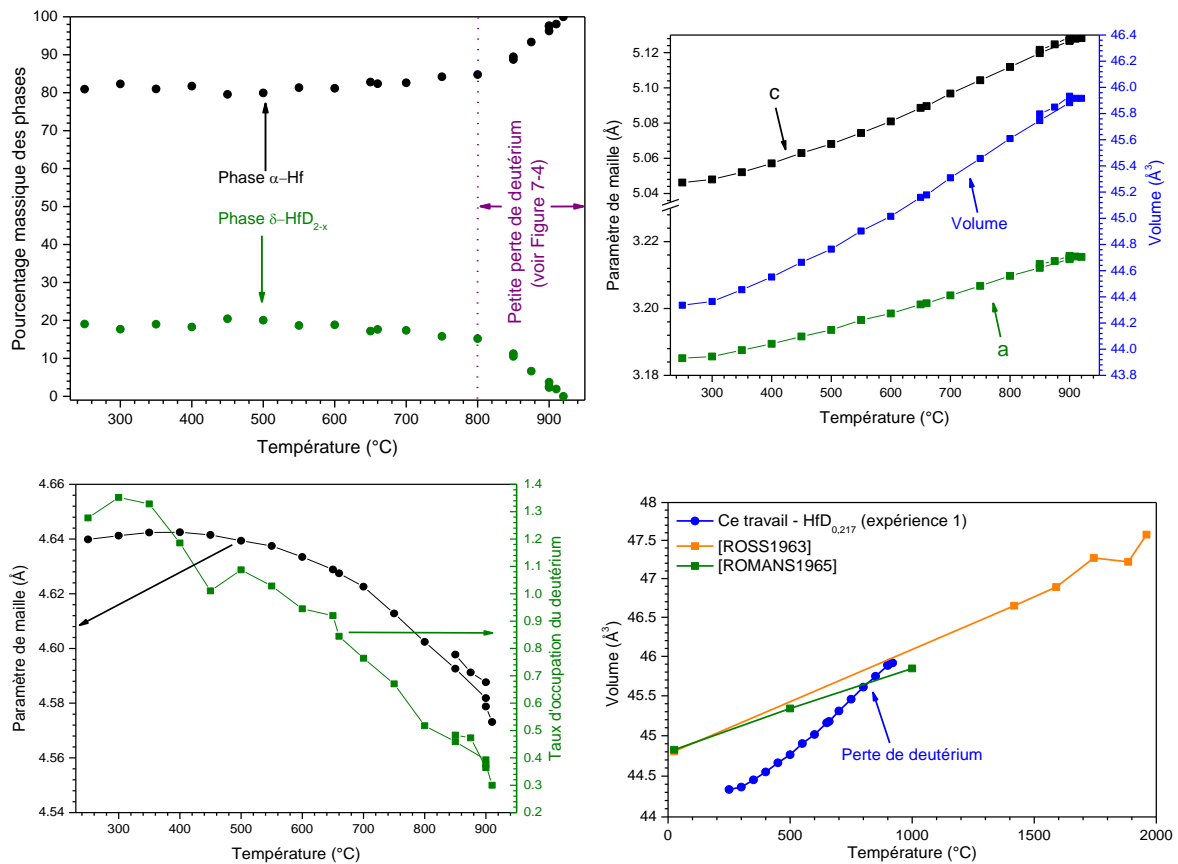 100
90
80
70
60
50
40
30
20
10
0
Pourcentage massique des phases
Phase α–Hf
Phase δ–HfD2-x
Petite perte de deutérium
(voir Figure 7-4)
300 400 500 600 700 800 900
Température (°C)
5.12
5.10
5.08
5.06
5.04
3.22
3.20
3.18
Paramètre de maille (Å)
c
Volume
a
46.4
46.2
46.0
45.8
45.6
45.4
45.2
45.0
44.8
44.6
44.4
44.2
44.0
43.8
Volume (Å3)
300 400 500 600 700 800 900
Température (°C)
4.66
4.64
4.62
4.60
4.58
4.56
4.54
Paramètre de maille (Å)
1.4
1.3
1.2
1.1
1.0
0.9
0.8
0.7
0.6
0.5
0.4
0.3
0.2
Taux d'occupation du deutérium
300 400 500 600 700 800 900
Température (°C)
48
47.5
47
46.5
46
45.5
45
44.5
44
Volume (Å3)
Ce travail - HfD0,217 (expérience 1)
[ROSS1963]
[ROMANS1965]
Perte de deutérium
0 500 1000 1500 2000
Température (°C)